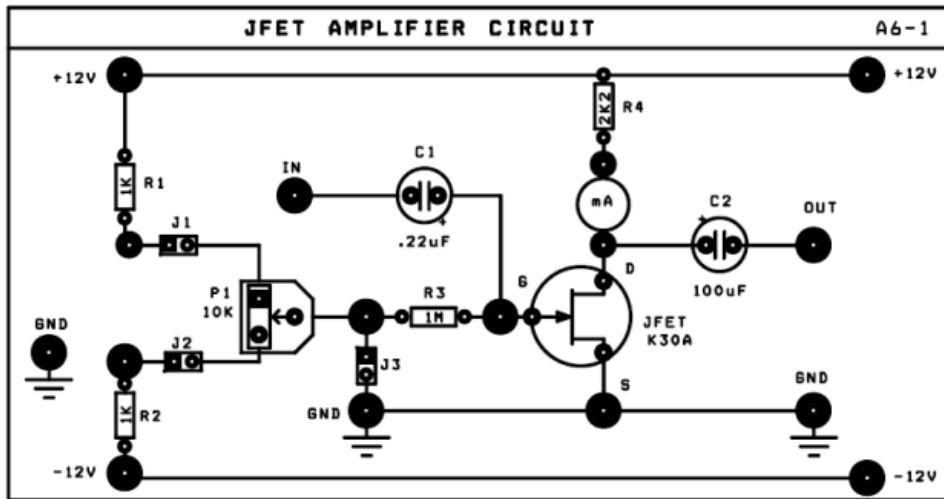 JFET AMPLIFIER CIRCUIT
A6-1
+12V
+12V
2K2
R4
C1
IN
1K
R1
mA
C2
OUT
J1
+
.22uF
+
D
100uF
P1
10K
G
R3
1M
JFET
K30A
GND
J2
J3
S
GND
GND
1K
R2
-12V
-12V